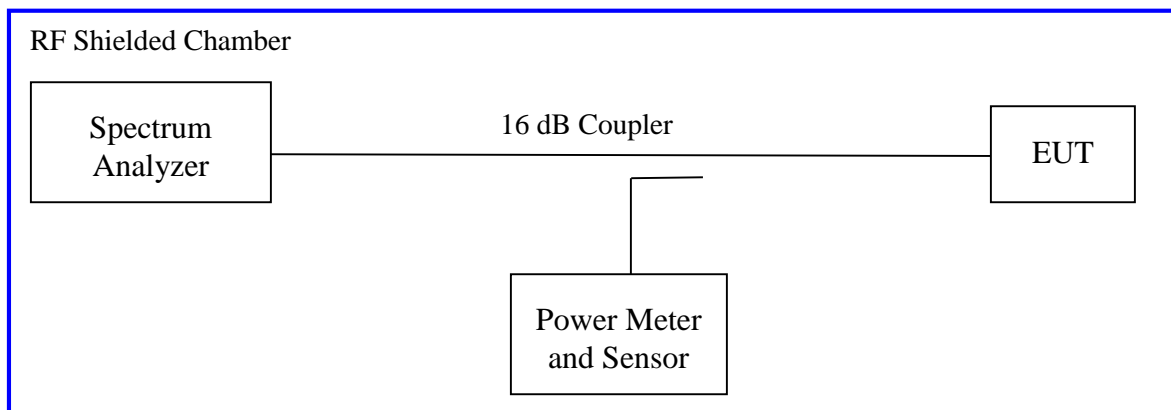 RF Shielded Chamber
Spectrum
Analyzer
16 dB Coupler
EUT
Power Meter
and Sensor